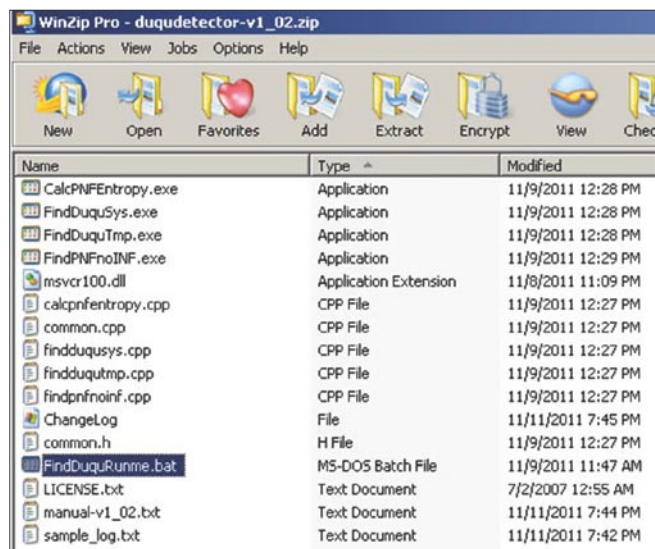 WinZip Pro - duqudetector-v1_02.zip
File Actions View Jobs Options Help
New Open Favorites Add Extract Encrypt View
Name Type Modified
CalcPNFEntropy.exe Application 11/9/2011 12:28 PM
FindDuquSys.exe Application 11/9/2011 12:28 PM
FindDuquTmp.exe Application 11/9/2011 12:28 PM
FindPNFnoINF.exe Application 11/9/2011 12:29 PM
msvcr100.dll Application Extension 11/8/2011 11:09 PM
calcpnfentropy.cpp CPP File 11/9/2011 12:27 PM
common.cpp CPP File 11/9/2011 12:27 PM
findduqusys.cpp CPP File 11/9/2011 12:27 PM
findduqutmp.cpp CPP File 11/9/2011 12:27 PM
findpnfnoinf.cpp CPP File 11/9/2011 12:27 PM
ChangeLog File 11/11/2011 7:45 PM
common.h H File 11/9/2011 12:27 PM
FindDuquRunme.bat MS-DOS Batch File 11/9/2011 11:47 AM
LICENSE.txt Text Document 7/2/2007 12:55 AM
manual-v1_02.txt Text Document 11/11/2011 7:44 PM
sample_log.txt Text Document 11/11/2011 7:42 PM